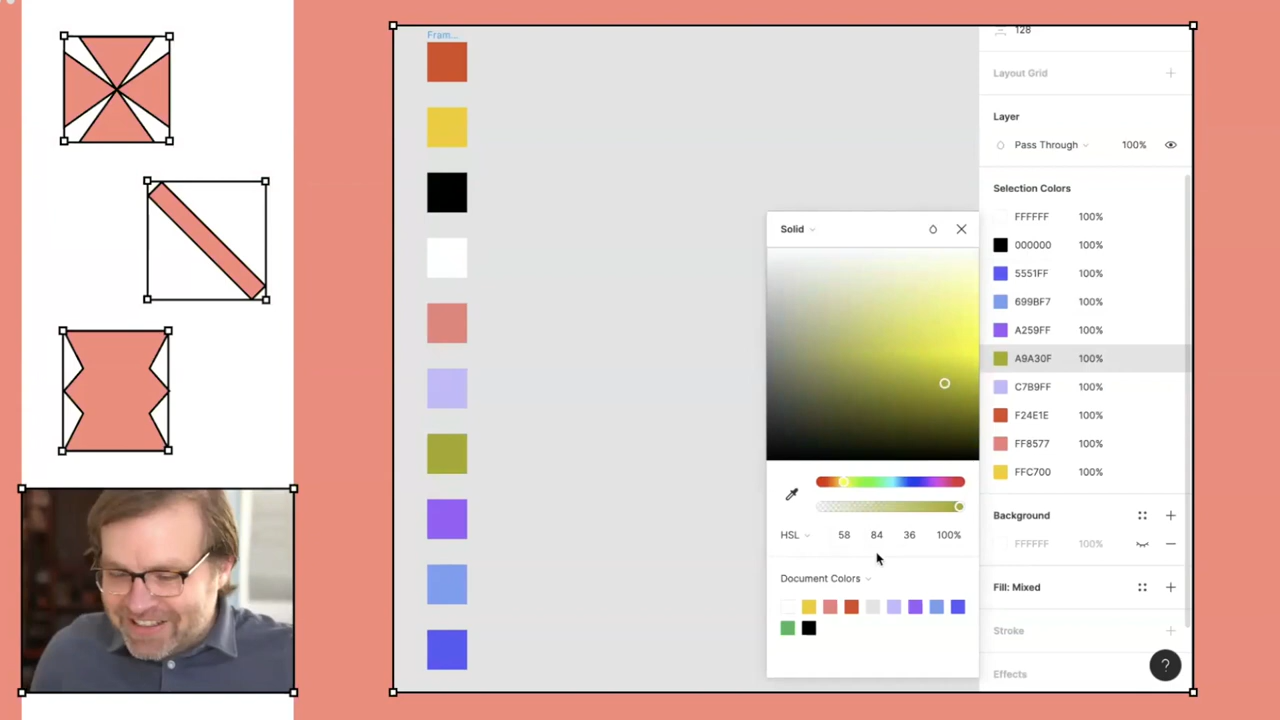 Fram...
128
Layout Grid
Layer
Pass Through 100%
Selection Colors
FFFFFF 100%
000000 100%
5551FF 100%
699BF7 100%
A259FF 100%
A9A30F 100%
C7B9FF 100%
F24E1E 100%
FF8577 100%
FFC700 100%
Background
FFFFFF 100%
Fill: Mixed
Stroke
Effects
?
Solid
HSL 58 84 36 100%
Document Colors